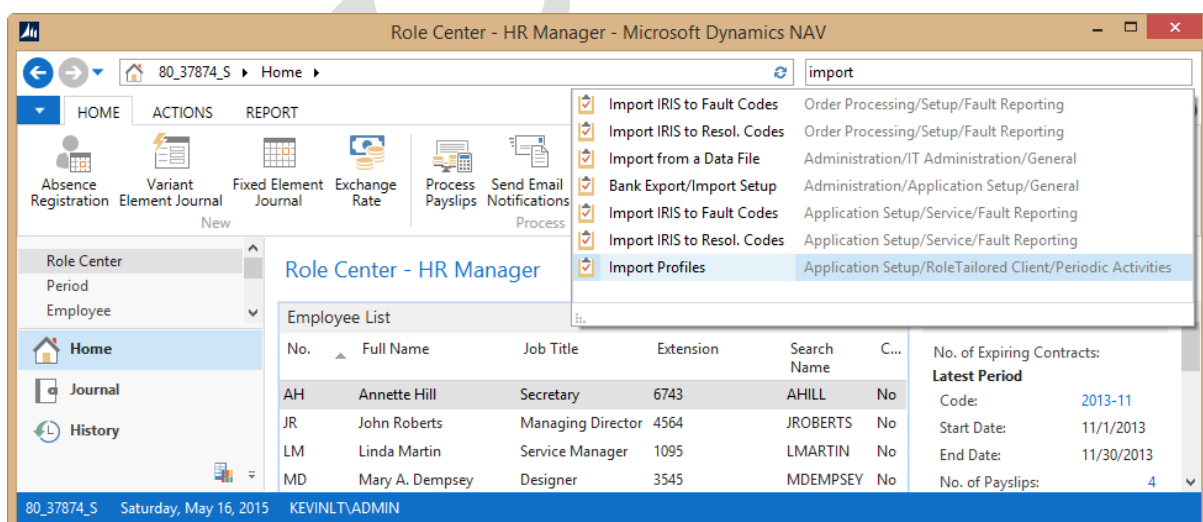 Role Center - HR Manager - Microsoft Dynamics NAV
80_37874_S ▸ Home ▸
import
HOME ACTIONS REPORT
Absence Registration
Variant Element Journal
Fixed Element Journal
Exchange Rate
Process Payslips
Send Email Notifications
New
Process
Import IRIS to Fault Codes Order Processing/Setup/Fault Reporting
Import IRIS to Resol. Codes Order Processing/Setup/Fault Reporting
Import from a Data File Administration/IT Administration/General
Bank Export/Import Setup Administration/Application Setup/General
Import IRIS to Fault Codes Application Setup/Service/Fault Reporting
Import IRIS to Resol. Codes Application Setup/Service/Fault Reporting
Import Profiles Application Setup/RoleTailored Client/Periodic Activities
Role Center
Period
Employee
Home
Journal
History
Role Center - HR Manager
Employee List
No. Full Name Job Title Extension Search Name C...
AH Annette Hill Secretary 6743 AHILL No
JR John Roberts Managing Director 4564 JROBERTS No
LM Linda Martin Service Manager 1095 LMARTIN No
MD Mary A. Dempsey Designer 3545 MDEMPSEY No
No. of Expiring Contracts:
Latest Period
Code: 2013-11
Start Date: 11/1/2013
End Date: 11/30/2013
No. of Payslips: 4
80_37874_S Saturday, May 16, 2015 KEVINLT\ADMIN